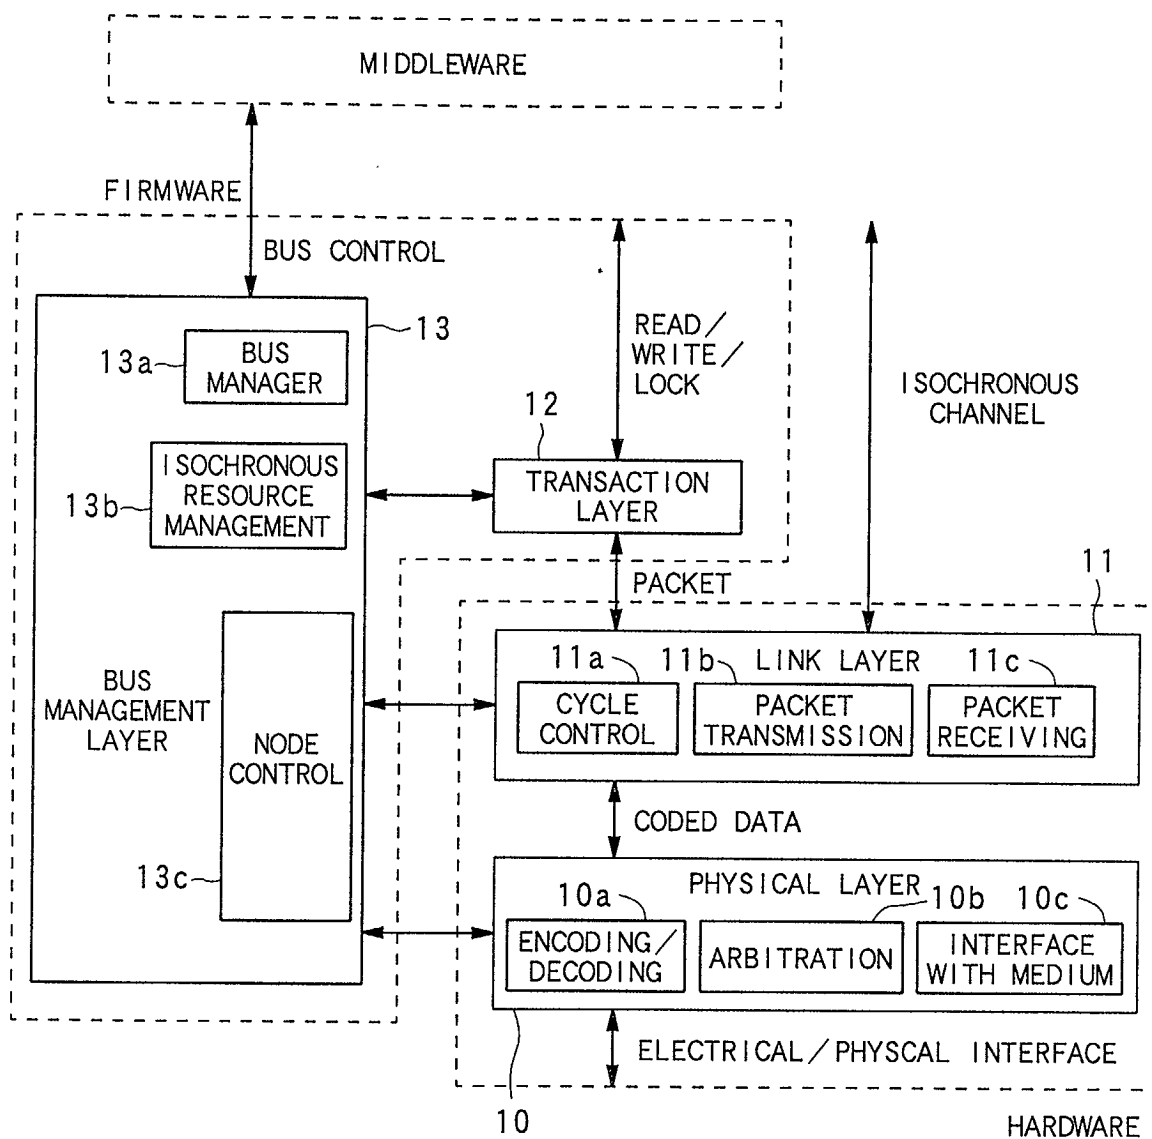 MIDDLEWARE
FIRMWARE
BUS CONTROL
13
13a
BUS
MANAGER
READ/
WRITE/
LOCK
ISOCHRONOUS
CHANNEL
12
13b
ISOCHRONOUS
RESOURCE
MANAGEMENT
TRANSACTION
LAYER
PACKET
11
BUS
MANAGEMENT
LAYER
NODE
CONTROL
13c
LINK LAYER
11a
11b
11c
CYCLE
CONTROL
PACKET
TRANSMISSION
PACKET
RECEIVING
CODED DATA
PHYSICAL LAYER
10a
10b
10c
ENCODING/
DECODING
ARBITRATION
INTERFACE
WITH MEDIUM
ELECTRICAL/PHYSCAL INTERFACE
10
HARDWARE